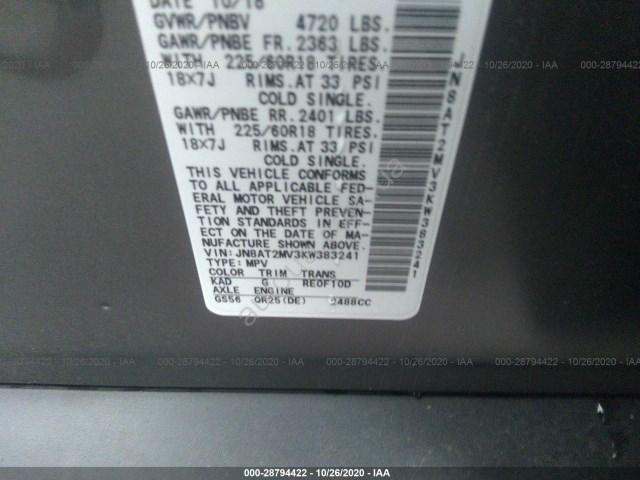 DATE 10/18
GVWR/PNBV 4720 LBS.
GAWR/PNBE FR. 2363 LBS.
WITH 225/60R18 TIRES.
18X7J RIMS. AT 33 PSI
COLD SINGLE.
GAWR/PNBE RR. 2401 LBS.
WITH 225/60R18 TIRES.
18X7J RIMS. AT 33 PSI
COLD SINGLE.
THIS VEHICLE CONFORMS
TO ALL APPLICABLE FED-
ERAL MOTOR VEHICLE SA-
FETY AND THEFT PREVEN-
TION STANDARDS IN EFF-
ECT ON THE DATE OF MA-
NUFACTURE SHOWN ABOVE.
VIN: JN8AT2MV3KW383241
TYPE: MPV
COLOR TRIM TRANS
KAD G RE0F10D
AXLE ENGINE
GS56 QR25(DE) 2488CC
JN8AT2MV3KW383241
000-28794422 - 10/26/2020 - IAA